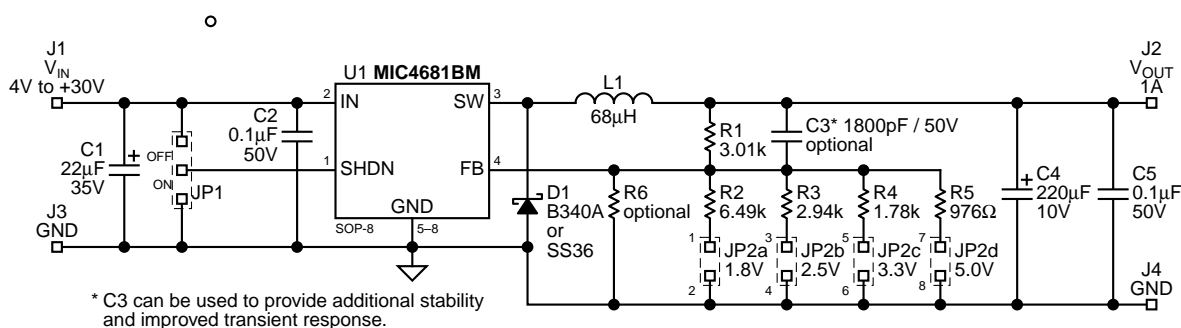 J1
VIN
4V to +30V
U1 MIC4681BM
2
IN
SW
3
L1
68µH
J2
VOUT
1A
C1
22µF
35V
+
OFF
ON
JP1
C2
0.1µF
50V
1
SHDN
FB
4
GND
SOP-8
5–8
R1
3.01k
C3* 1800pF / 50V
optional
D1
B340A
or
SS36
R6
optional
R2
6.49k
R3
2.94k
R4
1.78k
R5
976Ω
C4
220µF
10V
+
C5
0.1µF
50V
J3
GND
1
JP2a
1.8V
2
3
JP2b
2.5V
4
5
JP2c
3.3V
6
7
JP2d
5.0V
8
J4
GND
* C3 can be used to provide additional stability
and improved transient response.